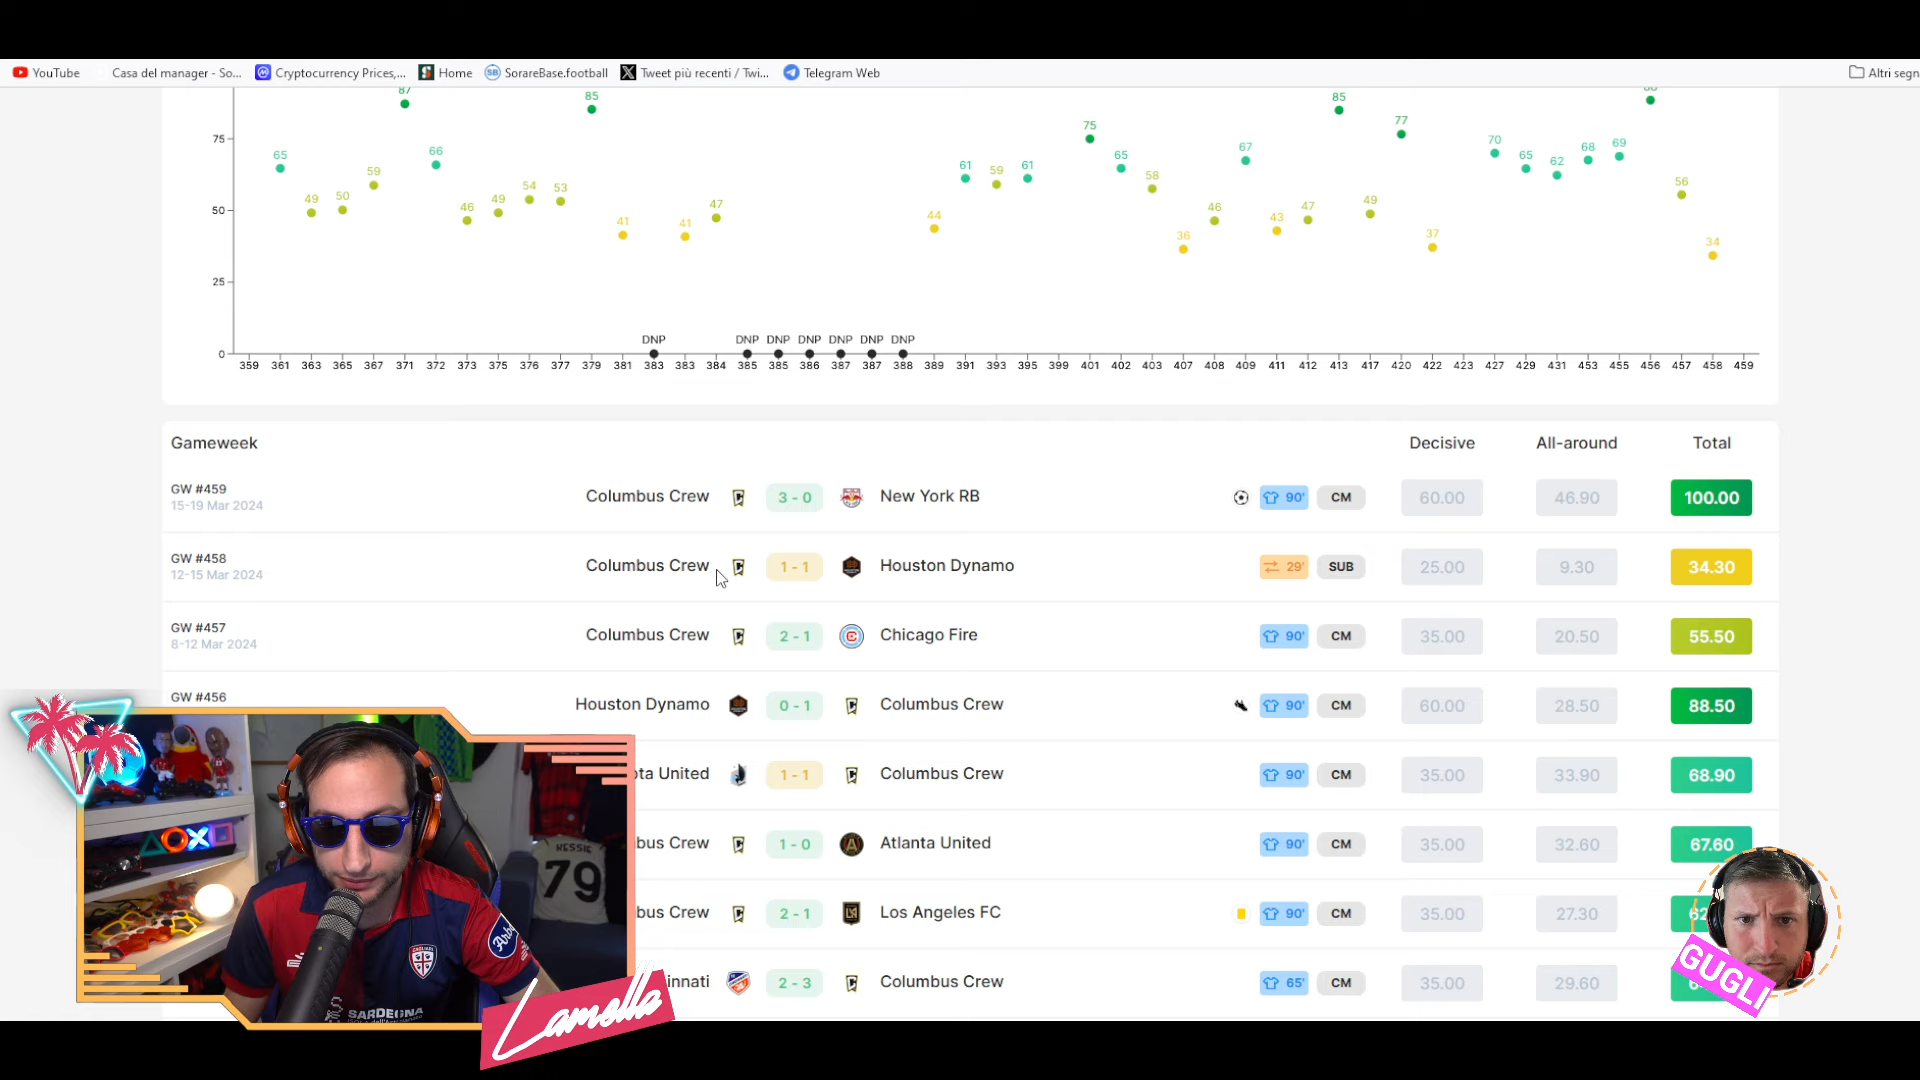 YouTube Casa del manager - So... Cryptocurrency Prices,... Home SorareBase.football Tweet più recenti / Twi... Telegram Web Altri segn
87 85 85
75 65 49 50 59 66 46 49 54 53 41 41 47 44 61 59 61 75 65 58 36 46 67 43 47 49 77 37 70 65 62 68 69 56 34
50
25
DNP DNP DNP DNP DNP DNP DNP
0
359 361 363 365 367 371 372 373 375 376 377 379 381 383 383 384 385 385 386 387 387 388 389 391 393 395 399 401 402 403 407 408 409 411 412 413 417 420 422 423 427 429 431 453 455 456 457 458 459
Gameweek Decisive All-around Total
GW #459
15-19 Mar 2024
Columbus Crew 3 - 0 New York RB 90' CM 60.00 46.90 100.00
GW #458
12-15 Mar 2024
Columbus Crew 1 - 1 Houston Dynamo 29' SUB 25.00 9.30 34.30
GW #457
8-12 Mar 2024
Columbus Crew 2 - 1 Chicago Fire 90' CM 35.00 20.50 55.50
GW #456
Houston Dynamo 0 - 1 Columbus Crew 90' CM 60.00 28.50 88.50
ota United 1 - 1 Columbus Crew 90' CM 35.00 33.90 68.90
bus Crew 1 - 0 Atlanta United 90' CM 35.00 32.60 67.60
bus Crew 2 - 1 Los Angeles FC 90' CM 35.00 27.30 62
innati 2 - 3 Columbus Crew 65' CM 35.00 29.60
KESSIE
79
Arbo
CAGLIARI
SARDEGNA
Lamella
GUGLI